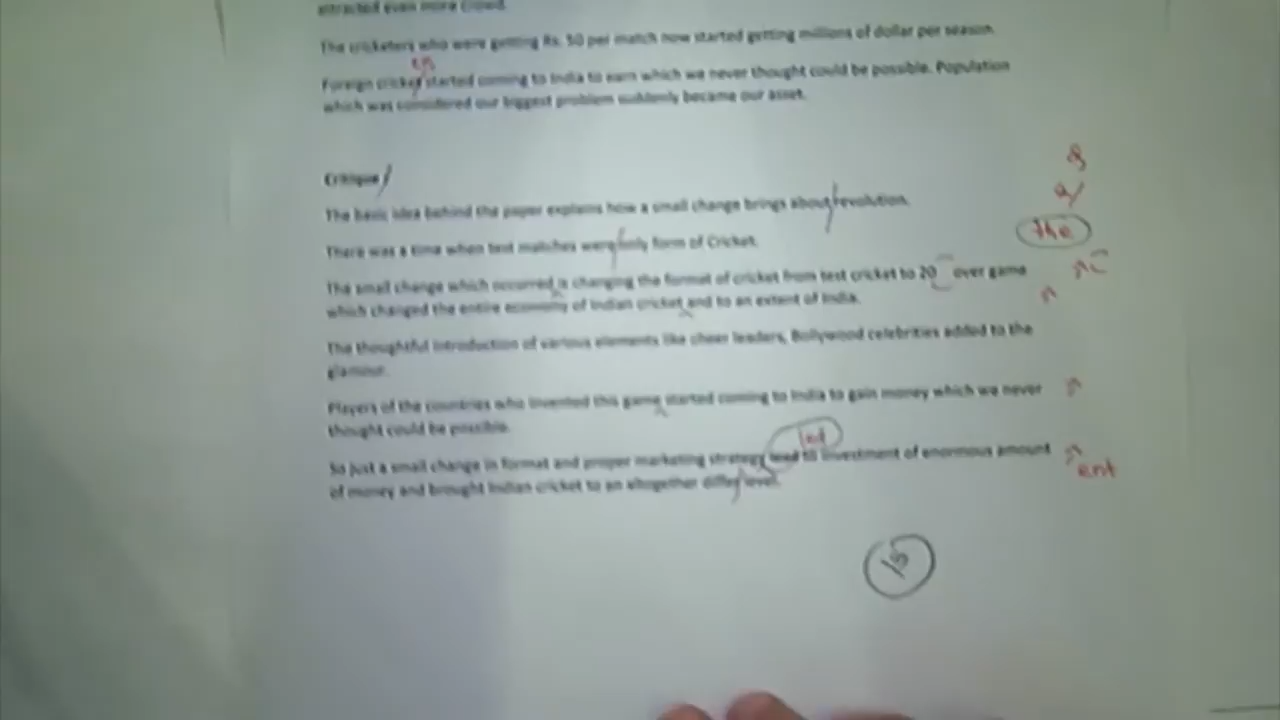 attracted even more crowd.
The cricketers who were getting Rs. 50 per match now started getting millions of dollar per season.
ers
Foreign cricket started coming to India to earn which we never thought could be possible. Population
which was considered our biggest problem suddenly became our asset.
Critique
The basic idea behind the paper explains how a small change brings about revolution.
a/
There was a time when test matches were only form of Cricket.
the
The small change which occurred is changing the format of cricket from test cricket to 20 over game
which changed the entire economy of Indian cricket and to an extent of India.
The thoughtful introduction of various elements like cheer leaders, Bollywood celebrities added to the
glamour.
Players of the countries who invented this game started coming to India to gain money which we never
thought could be possible.
led
So just a small change in format and proper marketing strategy lead to investment of enormous amount
ent
of money and brought Indian cricket to an altogether differ level.
15